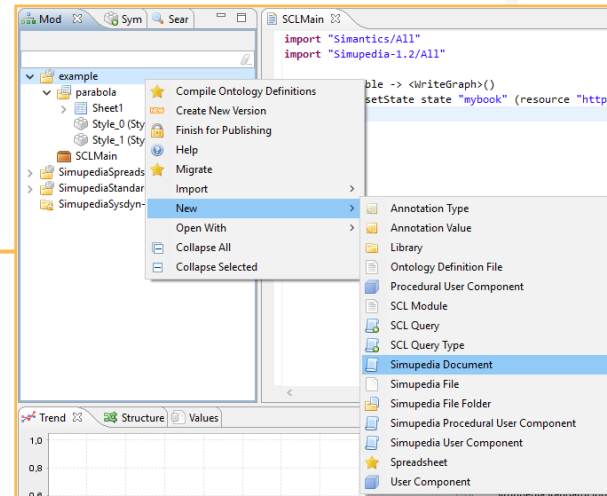 Mod Sym Sear
SCLMain
import "Simantics/All"
import "Simupedia-1.2/All"
ble -> <WriteGraph>()
setState state "mybook" (resource "http
example
parabola
Sheet1
Style_0 (Sty
Style_1 (Sty
SCLMain
SimupediaSpreads
SimupediaStandar
SimupediaSysdyn-
Compile Ontology Definitions
Create New Version
Finish for Publishing
Help
Migrate
Import
New
Open With
Collapse All
Collapse Selected
Annotation Type
Annotation Value
Library
Ontology Definition File
Procedural User Component
SCL Module
SCL Query
SCL Query Type
Simupedia Document
Simupedia File
Simupedia File Folder
Simupedia Procedural User Component
Simupedia User Component
Spreadsheet
User Component
Trend Structure Values
1,0
0,8
0,6